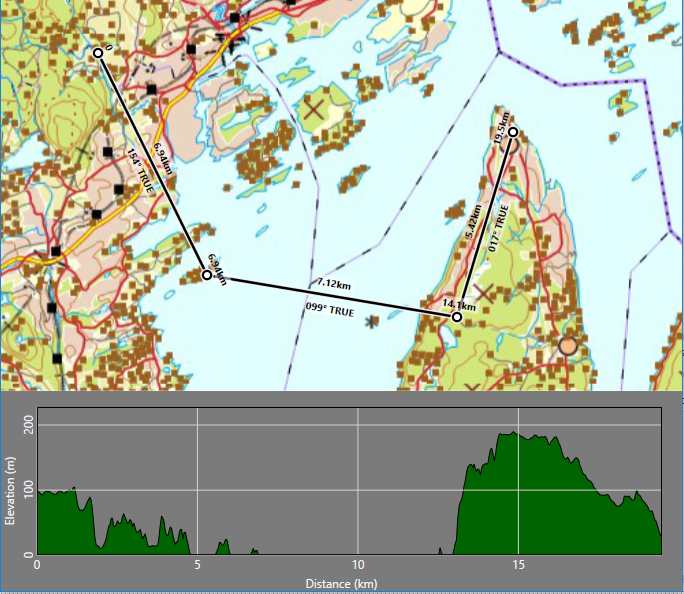 0
6.94km
154° TRUE
6.94km
7.12km
099° TRUE
14.1km
5.42km
017° TRUE
19.5km
200
100
0
Elevation (m)
0
5
10
15
Distance (km)